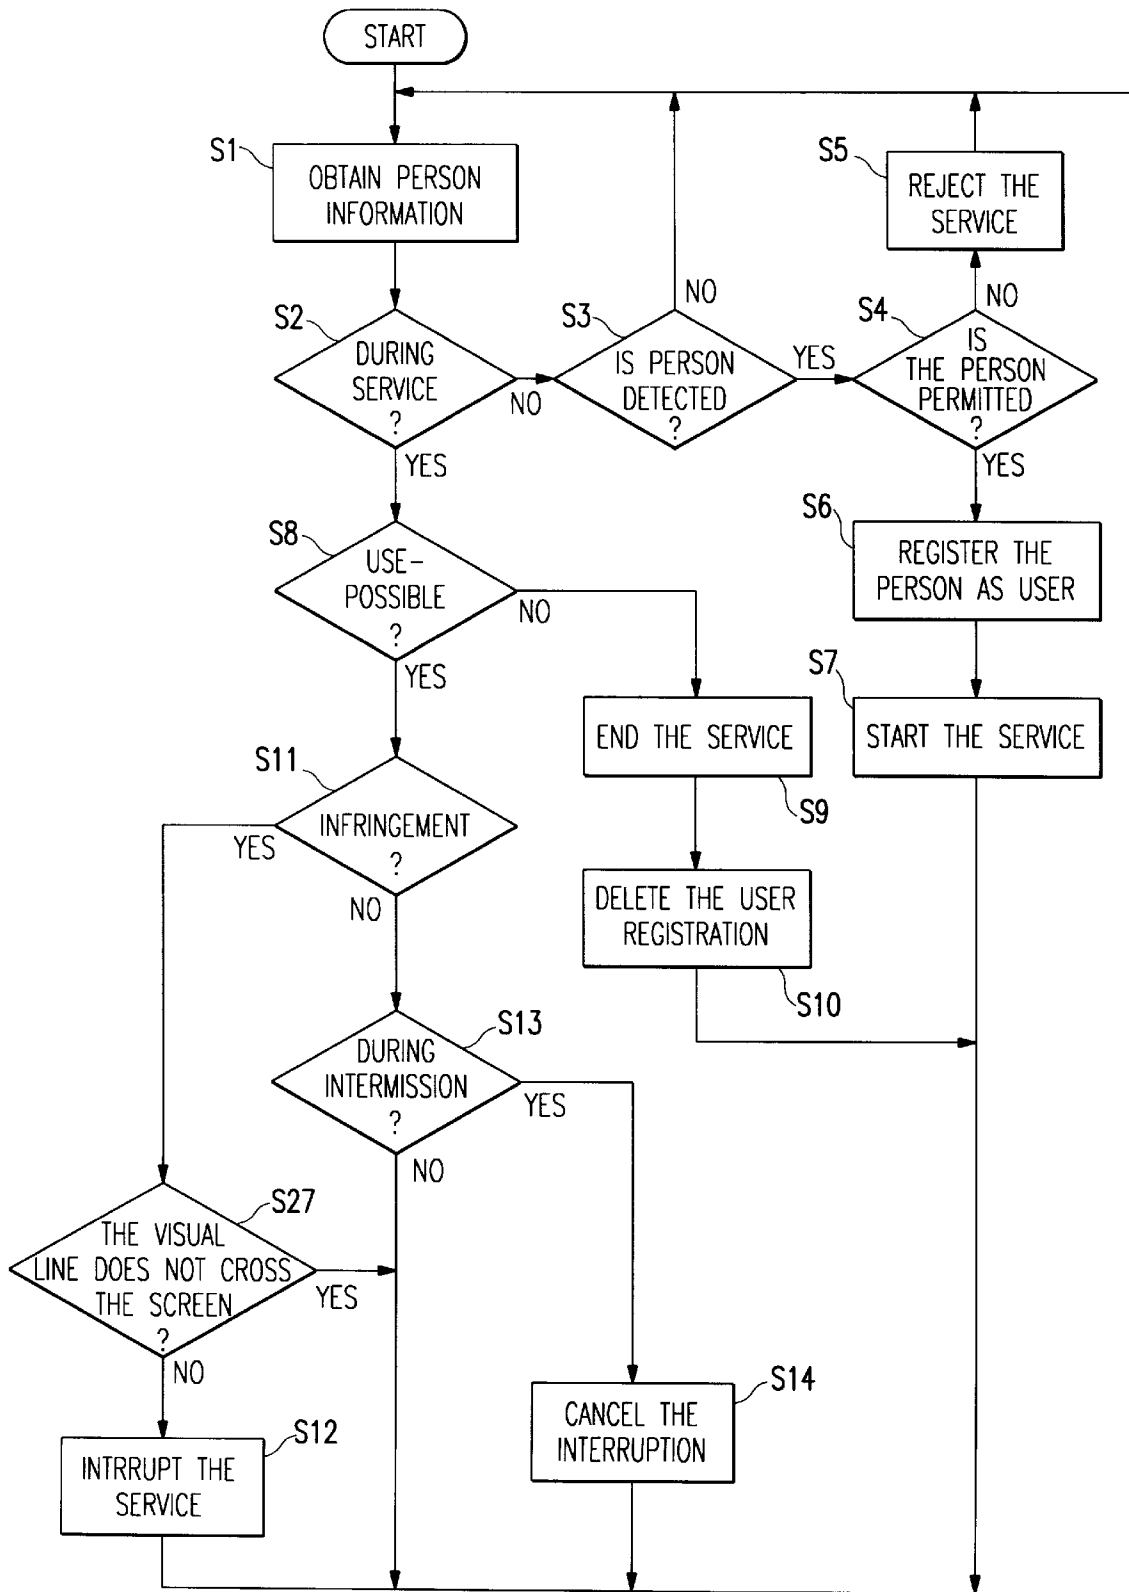 START
S1
OBTAIN PERSON
INFORMATION
S5
REJECT THE
SERVICE
NO
NO
S2
DURING
SERVICE
?
NO
YES
S3
IS PERSON
DETECTED
?
YES
S4
IS
THE PERSON
PERMITTED
?
YES
S6
REGISTER THE
PERSON AS USER
S8
USE-
POSSIBLE
?
NO
YES
S7
START THE SERVICE
END THE SERVICE
S9
S11
INFRINGEMENT
?
YES
NO
DELETE THE USER
REGISTRATION
S10
S13
DURING
INTERMISSION
?
YES
NO
S27
THE VISUAL
LINE DOES NOT CROSS
THE SCREEN
?
YES
NO
S14
CANCEL THE
INTERRUPTION
S12
INTRRUPT THE
SERVICE